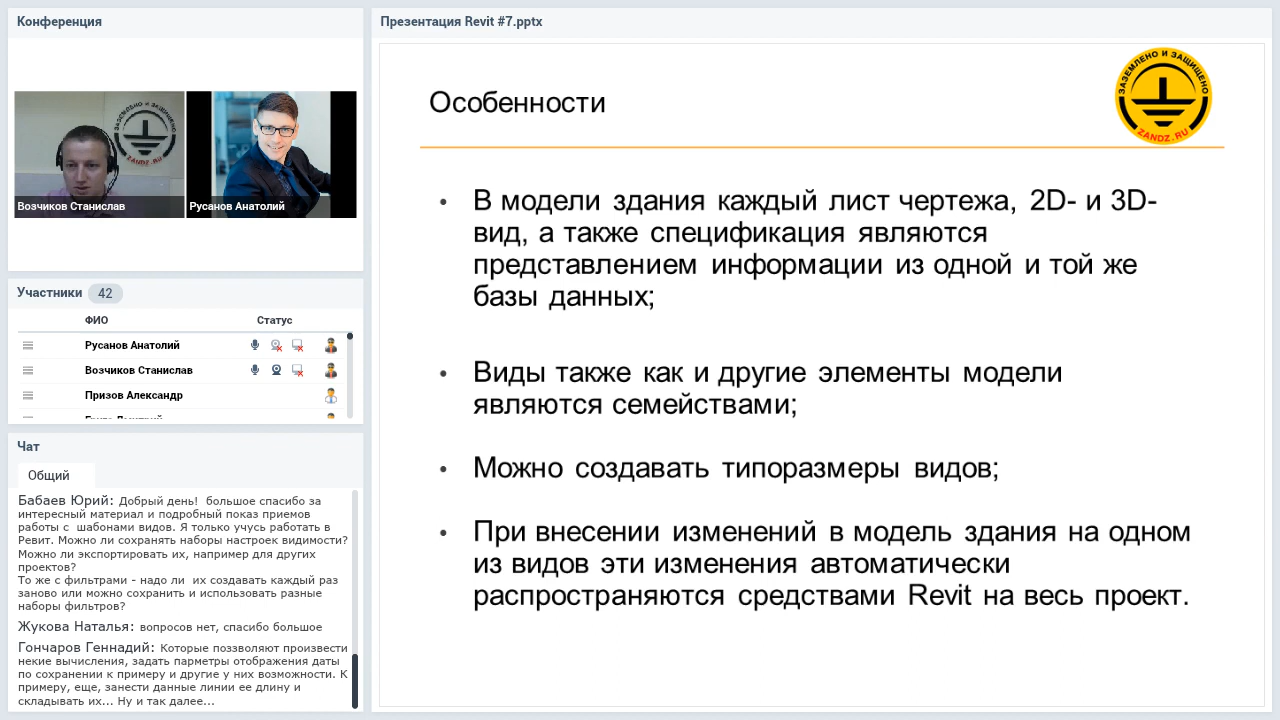 Конференция
ЗАЗЕМЛЕНО И ЗАЩИЩЕНО
ZANDZ.RU
Возчиков Станислав
Русанов Анатолий
Участники 42
ФИО Статус
Русанов Анатолий
Возчиков Станислав
Призов Александр
Чат
Общий
Бабаев Юрий: Добрый день! большое спасибо за
интересный материал и подробный показ приемов
работы с шабонами видов. Я только учусь работать в
Ревит. Можно ли сохранять наборы настроек видимости?
Можно ли экспортировать их, например для других
проектов?
То же с фильтрами - надо ли их создавать каждый раз
заново или можно сохранить и использовать разные
наборы фильтров?
Жукова Наталья: вопросов нет, спасибо большое
Гончаров Геннадий: Которые поззволяют произвести
некие вычисления, задать парметры отображения даты
по сохранении к примеру и другие у них возможности. К
примеру, еще, занести данные линии ее длину и
складывать их... Ну и так далее...
Презентация Revit #7.pptx
Особенности
ЗАЗЕМЛЕНО И ЗАЩИЩЕНО
ZANDZ.RU
• В модели здания каждый лист чертежа, 2D- и 3D-
вид, а также спецификация являются
представлением информации из одной и той же
базы данных;
• Виды также как и другие элементы модели
являются семействами;
• Можно создавать типоразмеры видов;
• При внесении изменений в модель здания на одном
из видов эти изменения автоматически
распространяются средствами Revit на весь проект.